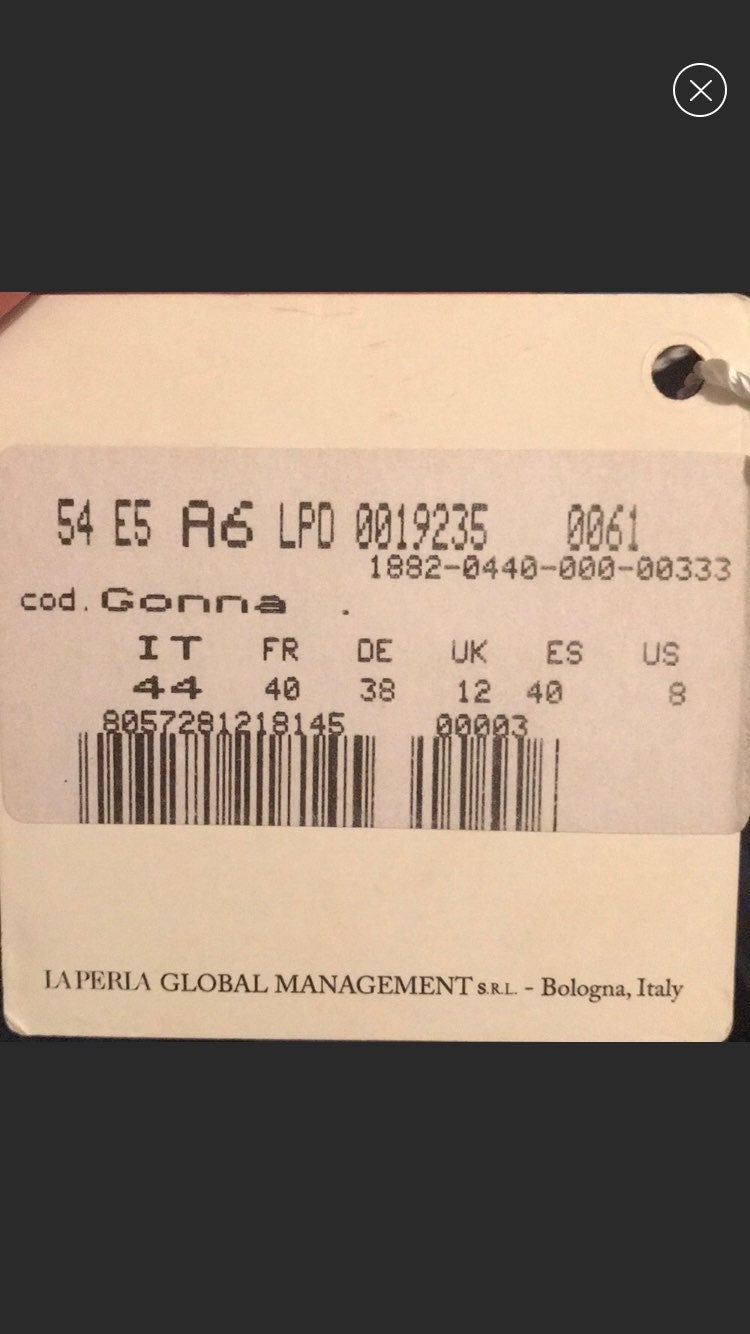 54 E5 A6 LPD 0019235 0061
1882-0440-000-00333
cod. Gonna .
IT FR DE UK ES US
44 40 38 12 40 8
8057281218145 00003
LA PERLA GLOBAL MANAGEMENT S.R.L. - Bologna, Italy